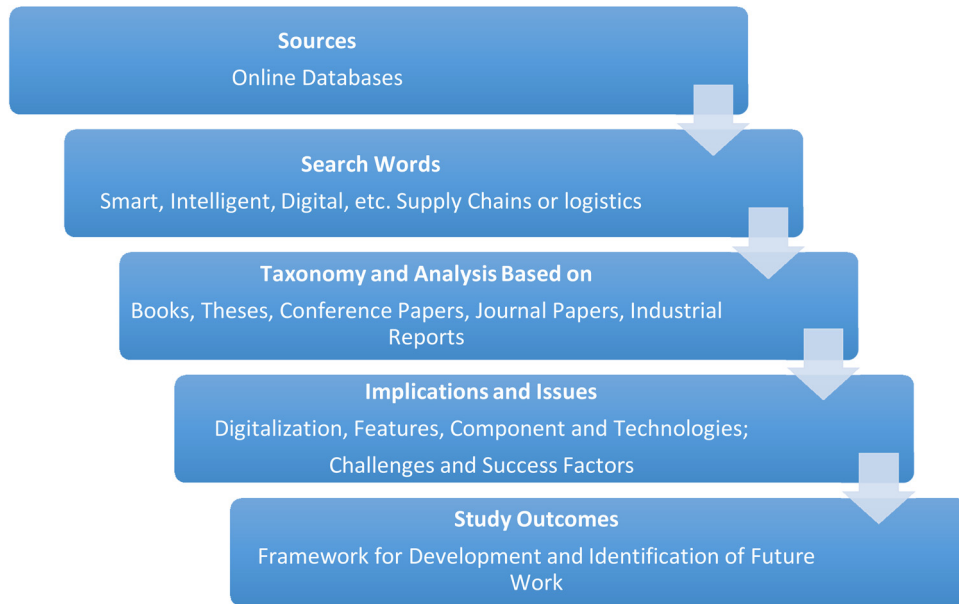 Sources
Online Databases
Search Words
Smart, Intelligent, Digital, etc. Supply Chains or logistics
Taxonomy and Analysis Based on
Books, Theses, Conference Papers, Journal Papers, Industrial
Reports
Implications and Issues
Digitalization, Features, Component and Technologies;
Challenges and Success Factors
Study Outcomes
Framework for Development and Identification of Future
Work